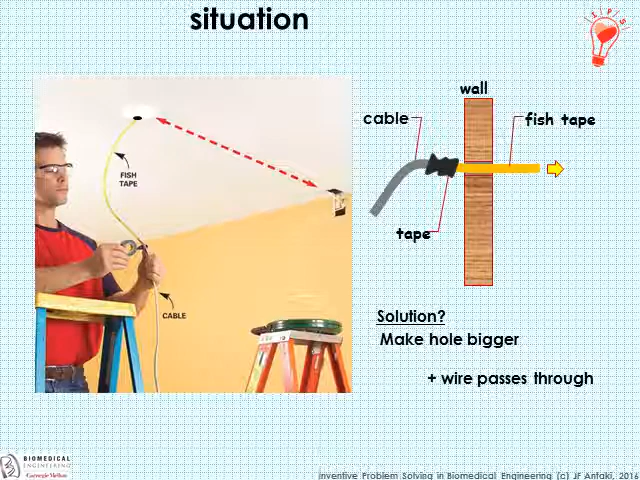 situation
I P S
wall
cable
fish tape
FISH
TAPE
tape
CABLE
Solution?
Make hole bigger
+ wire passes through
BIOMEDICAL
ENGINEERING
Carnegie Mellon
Inventive Problem Solving in Biomedical Engineering (c) JF Antaki, 2016